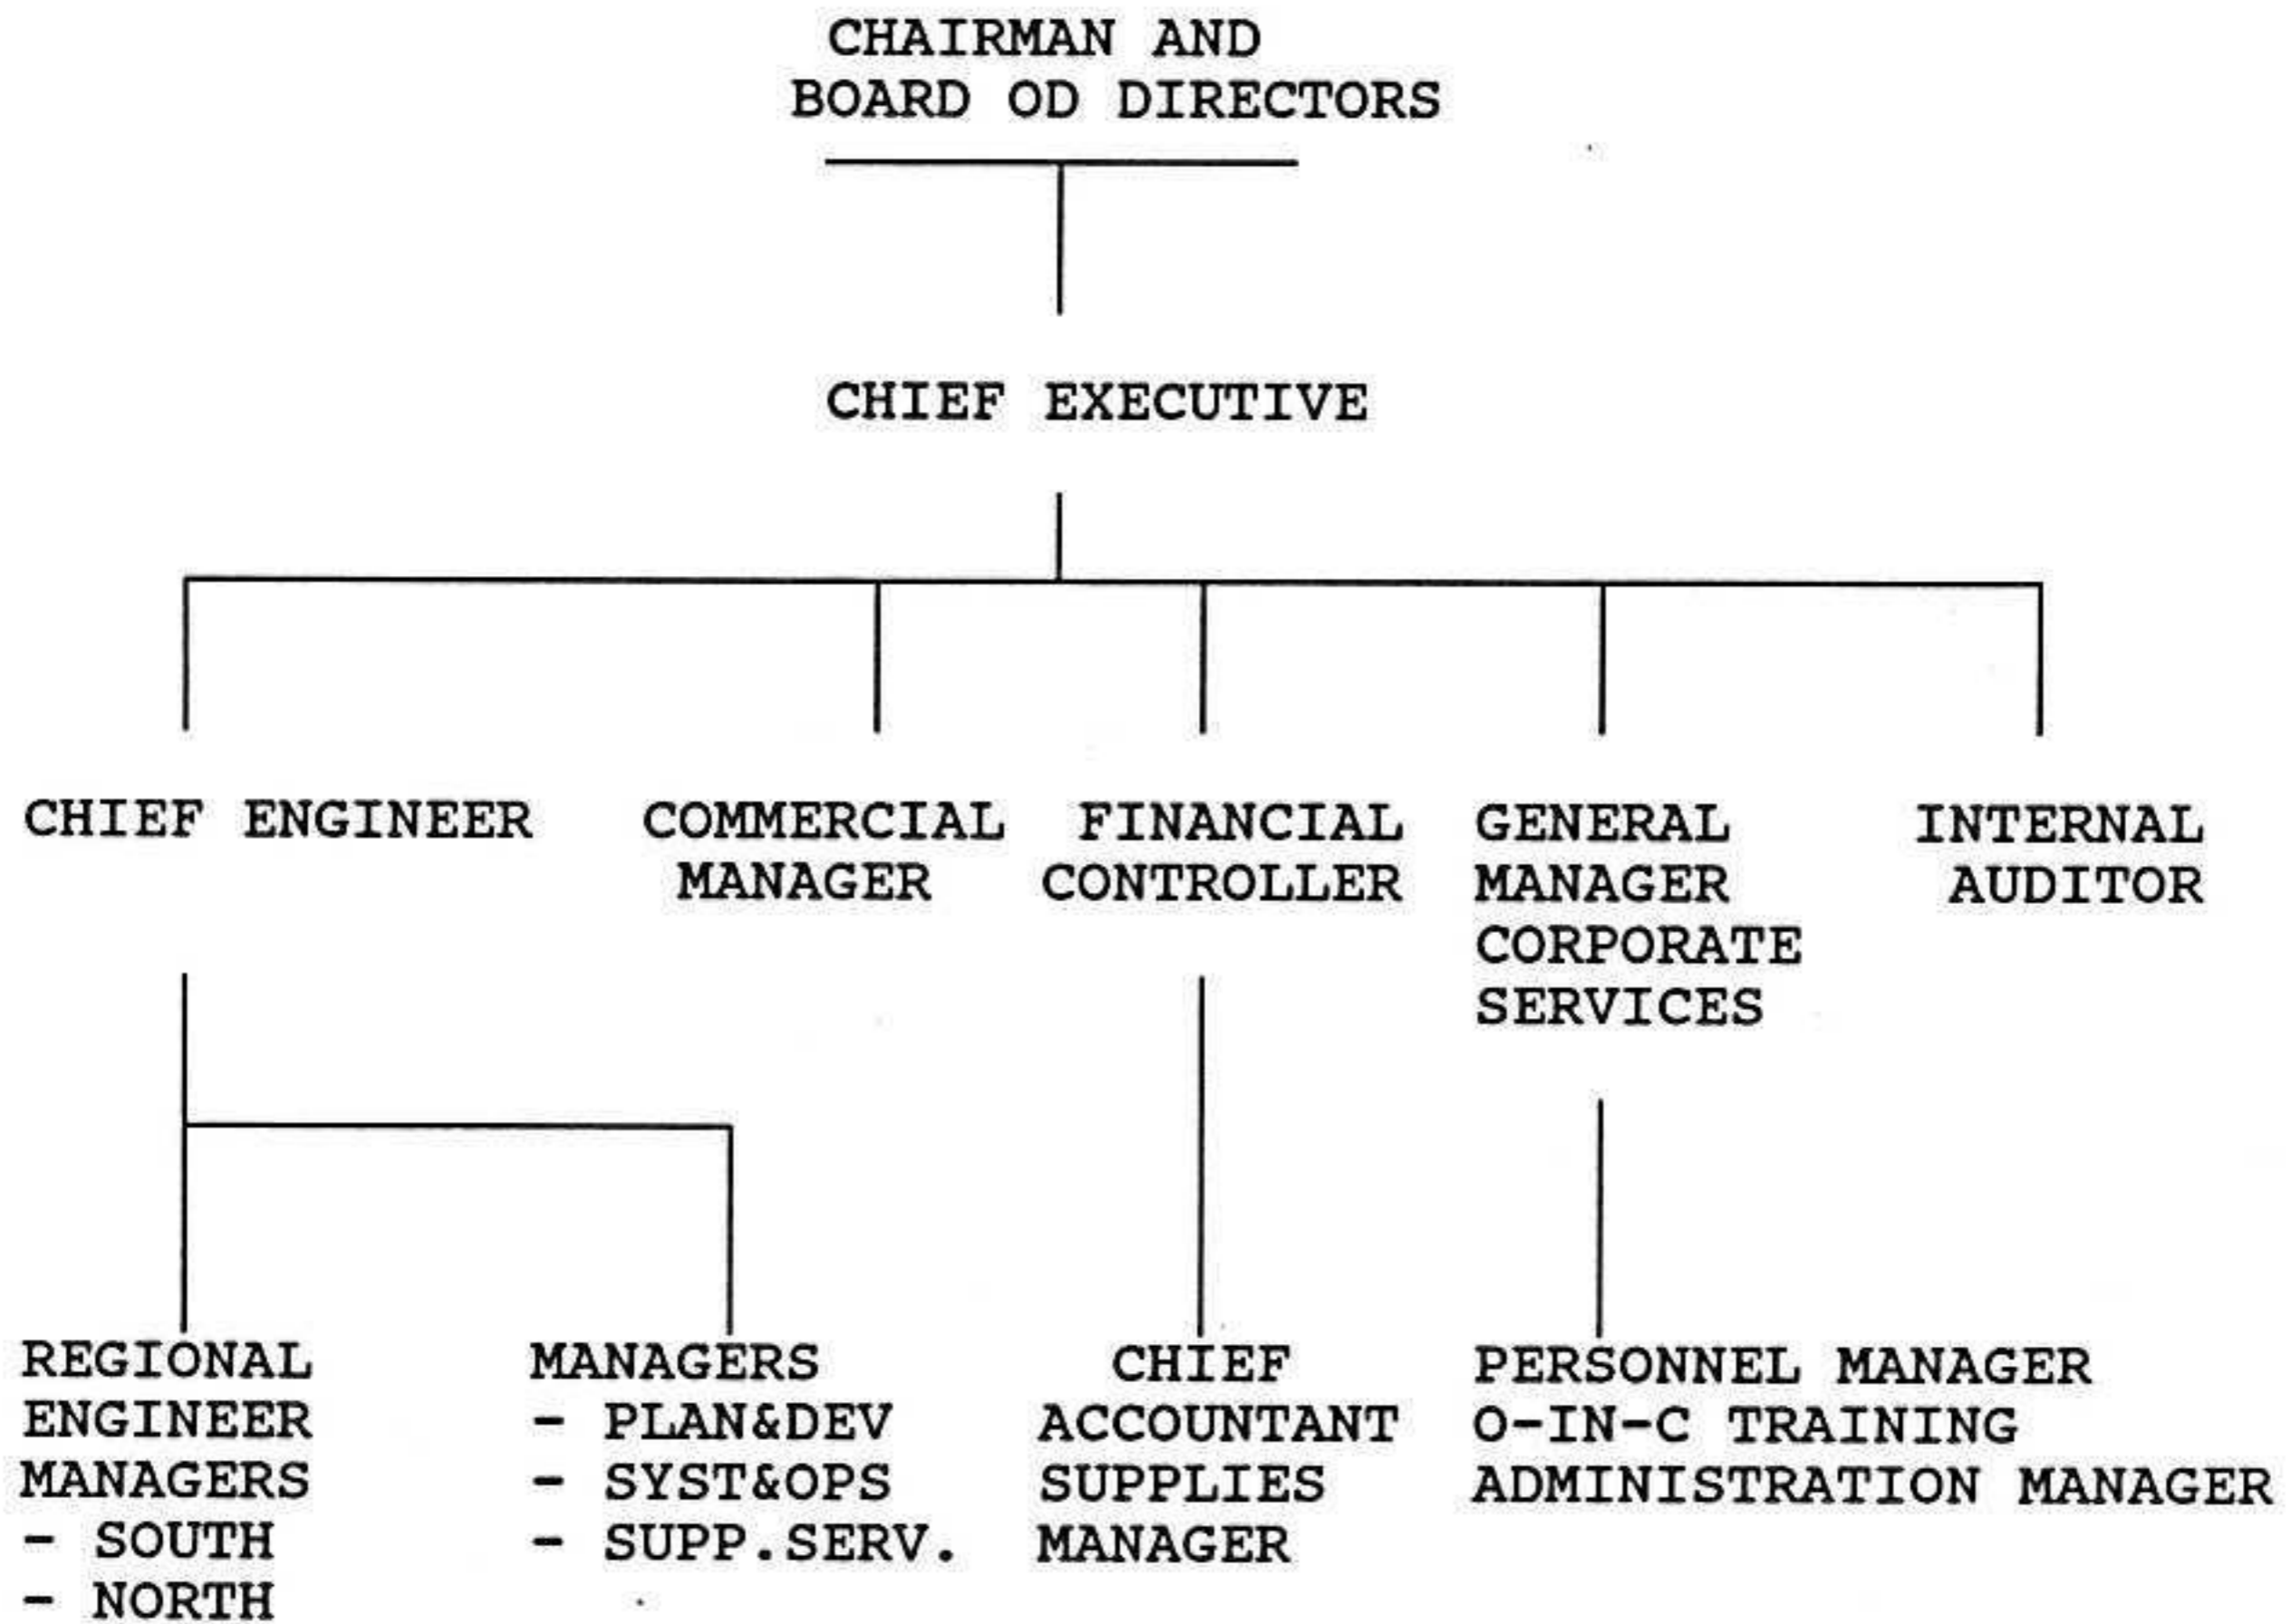 CHAIRMAN AND
BOARD OD DIRECTORS
CHIEF EXECUTIVE
CHIEF ENGINEER
COMMERCIAL
MANAGER
FINANCIAL
CONTROLLER
GENERAL
MANAGER
CORPORATE
SERVICES
INTERNAL
AUDITOR
REGIONAL
ENGINEER
MANAGERS
- SOUTH
- NORTH
MANAGERS
- PLAN&DEV
- SYST&OPS
- SUPP.SERV.
CHIEF
ACCOUNTANT
SUPPLIES
MANAGER
PERSONNEL MANAGER
O-IN-C TRAINING
ADMINISTRATION MANAGER